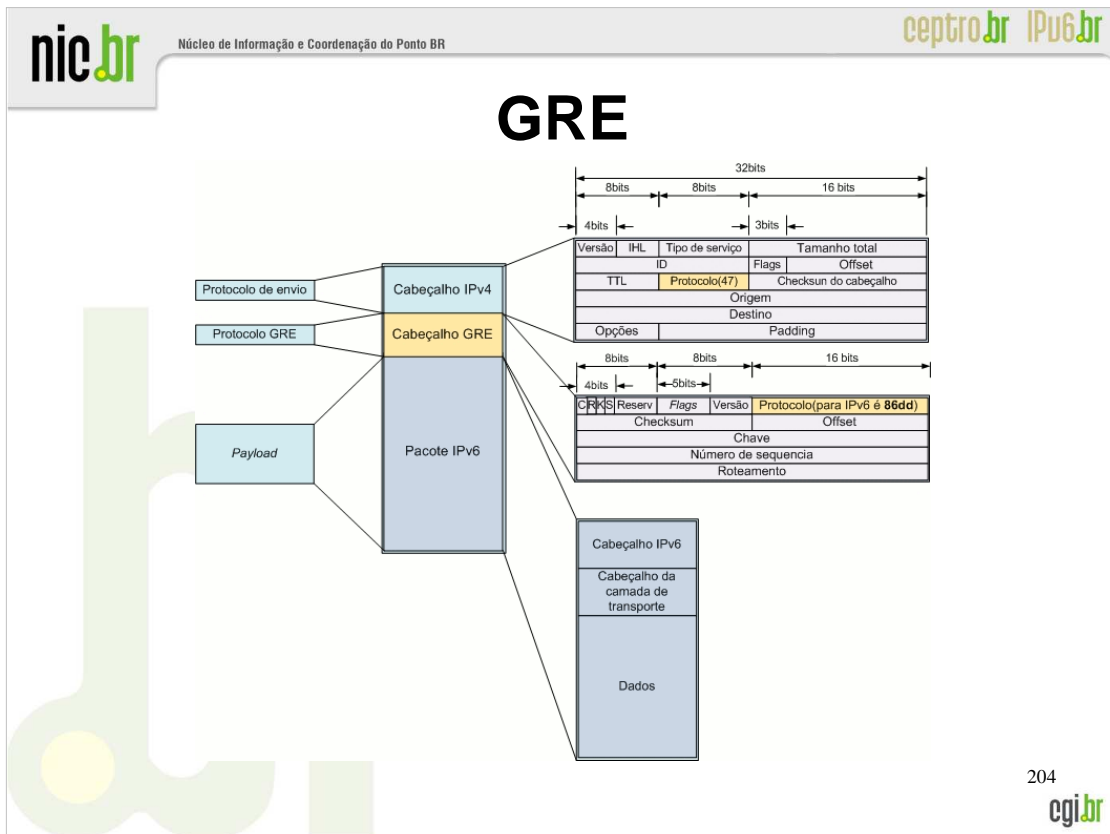 nic.br
Núcleo de Informação e Coordenação do Ponto BR
ceptro.br IPv6.br
GRE
32bits
8bits 8bits 16 bits
4bits 3bits
Versão IHL Tipo de serviço Tamanho total
ID Flags Offset
TTL Protocolo(47) Checksun do cabeçalho
Origem
Destino
Opções Padding
Protocolo de envio
Cabeçalho IPv4
Protocolo GRE
Cabeçalho GRE
Payload
Pacote IPv6
8bits 8bits 16 bits
4bits 5bits
C R K S Reserv Flags Versão Protocolo(para IPv6 é 86dd)
Checksum Offset
Chave
Número de sequencia
Roteamento
Cabeçalho IPv6
Cabeçalho da
camada de
transporte
Dados
204
cgi.br